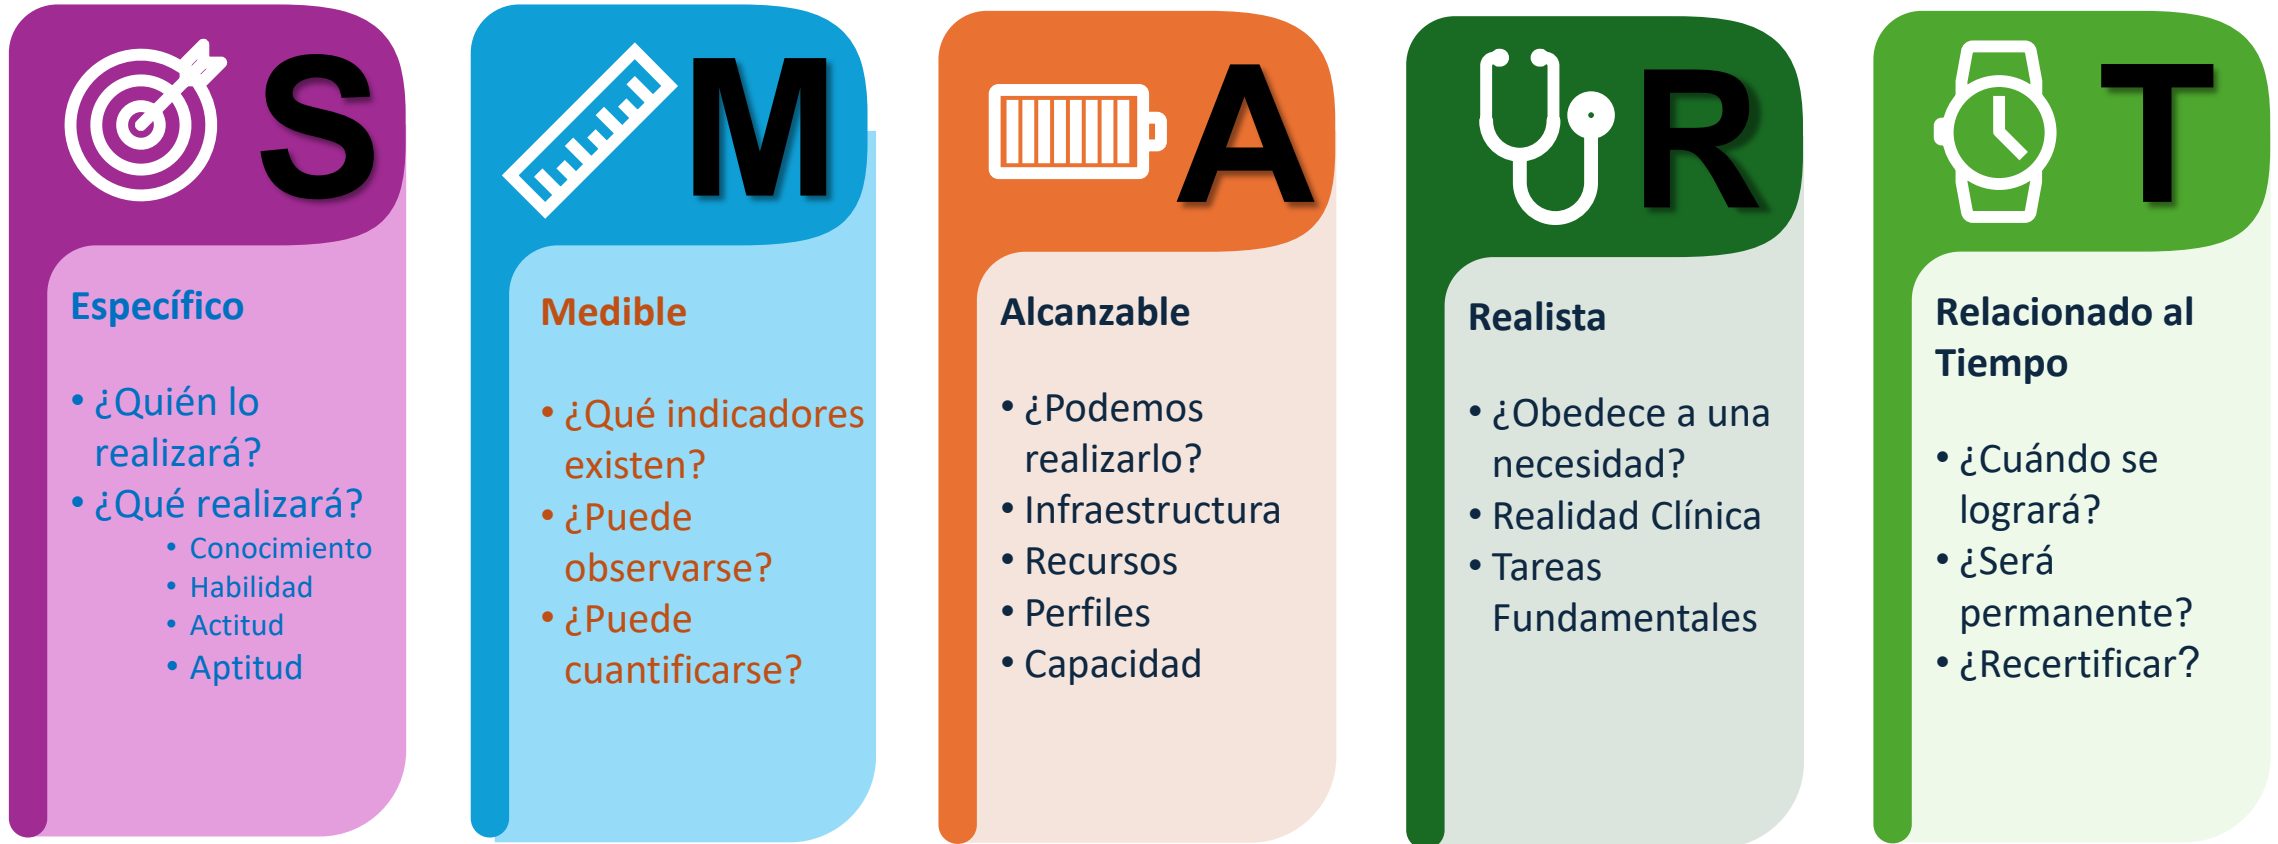 S
Específico
• ¿Quién lo
realizará?
• ¿Qué realizará?
• Conocimiento
• Habilidad
• Actitud
• Aptitud
M
Medible
• ¿Qué indicadores
existen?
• ¿Puede
observarse?
• ¿Puede
cuantificarse?
A
Alcanzable
• ¿Podemos
realizarlo?
• Infraestructura
• Recursos
• Perfiles
• Capacidad
R
Realista
• ¿Obedece a una
necesidad?
• Realidad Clínica
• Tareas
Fundamentales
T
Relacionado al
Tiempo
• ¿Cuándo se
logrará?
• ¿Será
permanente?
• ¿Recertificar?